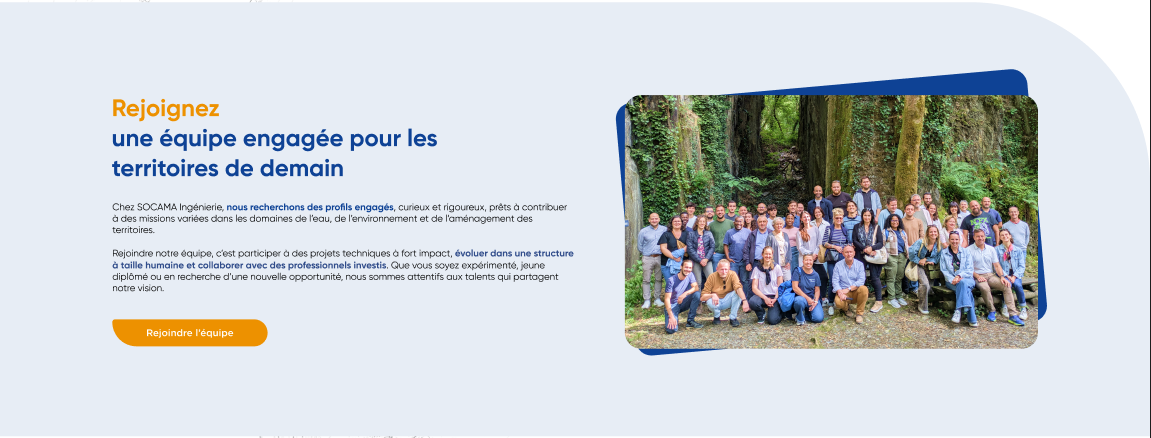 Rejoignez
une équipe engagée pour les
territoires de demain
Chez SOCAMA Ingénierie, nous recherchons des profils engagés, curieux et rigoureux, prêts à contribuer
à des missions variées dans les domaines de l'eau, de l'environnement et de l'aménagement des
territoires.
Rejoindre notre équipe, c'est participer à des projets techniques à fort impact, évoluer dans une structure
à taille humaine et collaborer avec des professionnels investis. Que vous soyez expérimenté, jeune
diplômé ou en recherche d'une nouvelle opportunité, nous sommes attentifs aux talents qui partagent
notre vision.
Rejoindre l'équipe